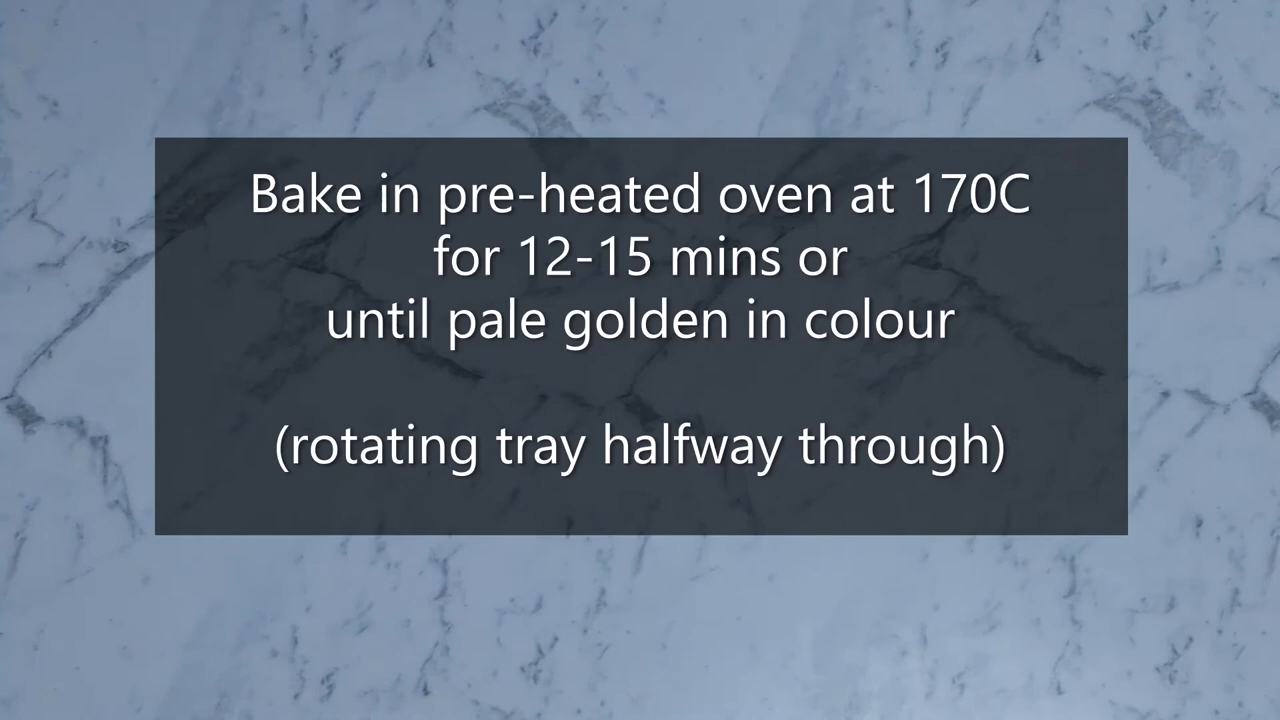 Bake in pre-heated oven at 170C
for 12-15 mins or
until pale golden in colour
(rotating tray halfway through)